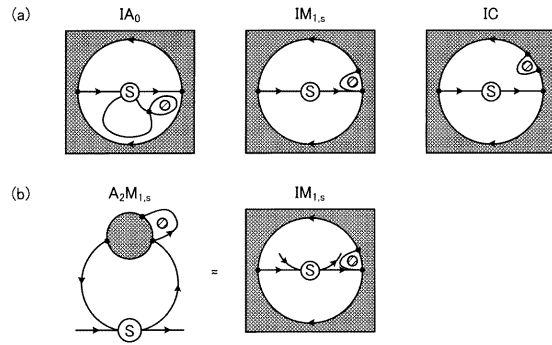 (a)
IA₀ IM₁,ₛ IC
S S S
(b)
A₂M₁,ₛ IM₁,ₛ
= S
S